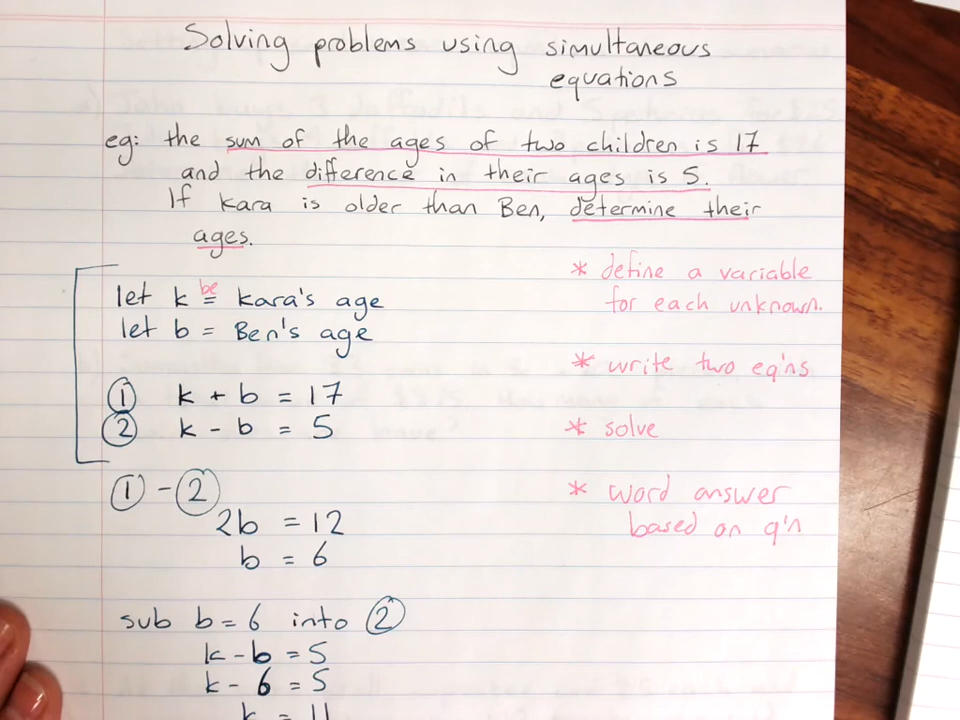 Solving problems using simultaneous
equations
eg: the sum of the ages of two children is 17
and the difference in their ages is 5.
If Kara is older than Ben, determine their
ages.
* define a variable
for each unknown.
be
let k = Kara's age
let b = Ben's age
* write two eq'ns
① k + b = 17
② k - b = 5
* solve
① - ②
* word answer
based on q'n
2b = 12
b = 6
sub b = 6 into ②
k - b = 5
k - 6 = 5
k = 11